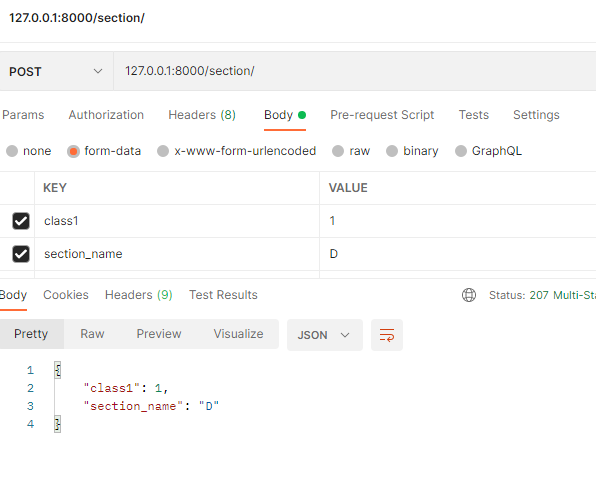 127.0.0.1:8000/section/
POST 127.0.0.1:8000/section/
Params Authorization Headers (8) Body Pre-request Script Tests Settings
none form-data x-www-form-urlencoded raw binary GraphQL
KEY VALUE
class1 1
section_name D
Body Cookies Headers (9) Test Results Status: 207 Multi-Sta
Pretty Raw Preview Visualize JSON
1 {
2 "class1": 1,
3 "section_name": "D"
4 }